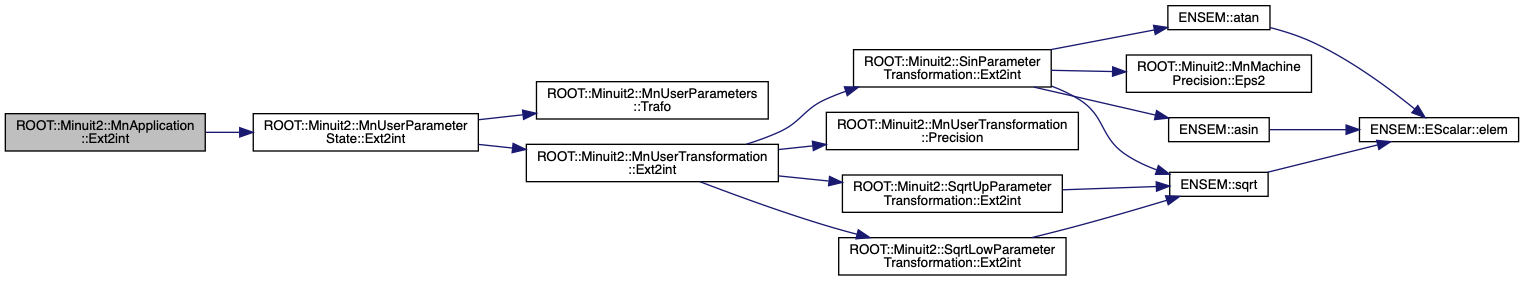 ROOT::Minuit2::MnApplication
::Ext2int
ROOT::Minuit2::MnUserParameter
State::Ext2int
ROOT::Minuit2::MnUserParameters
::Trafo
ROOT::Minuit2::MnUserTransformation
::Ext2int
ROOT::Minuit2::SinParameter
Transformation::Ext2int
ROOT::Minuit2::MnUserTransformation
::Precision
ROOT::Minuit2::SqrtUpParameter
Transformation::Ext2int
ROOT::Minuit2::SqrtLowParameter
Transformation::Ext2int
ENSEM::atan
ROOT::Minuit2::MnMachine
Precision::Eps2
ENSEM::asin
ENSEM::sqrt
ENSEM::EScalar::elem